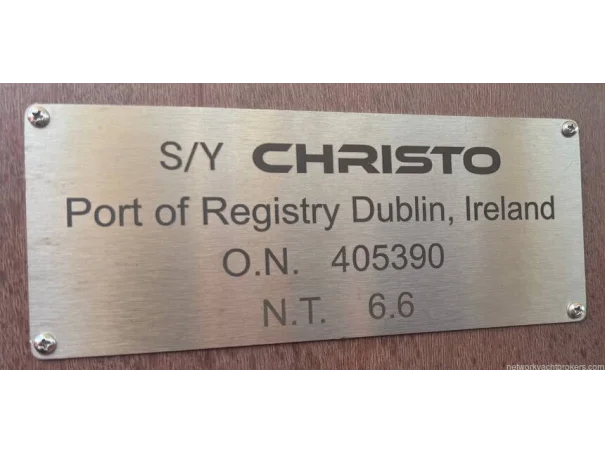 S/Y CHRISTO
Port of Registry Dublin, Ireland
O.N. 405390
N.T. 6.6
networkyachtbrokers.com